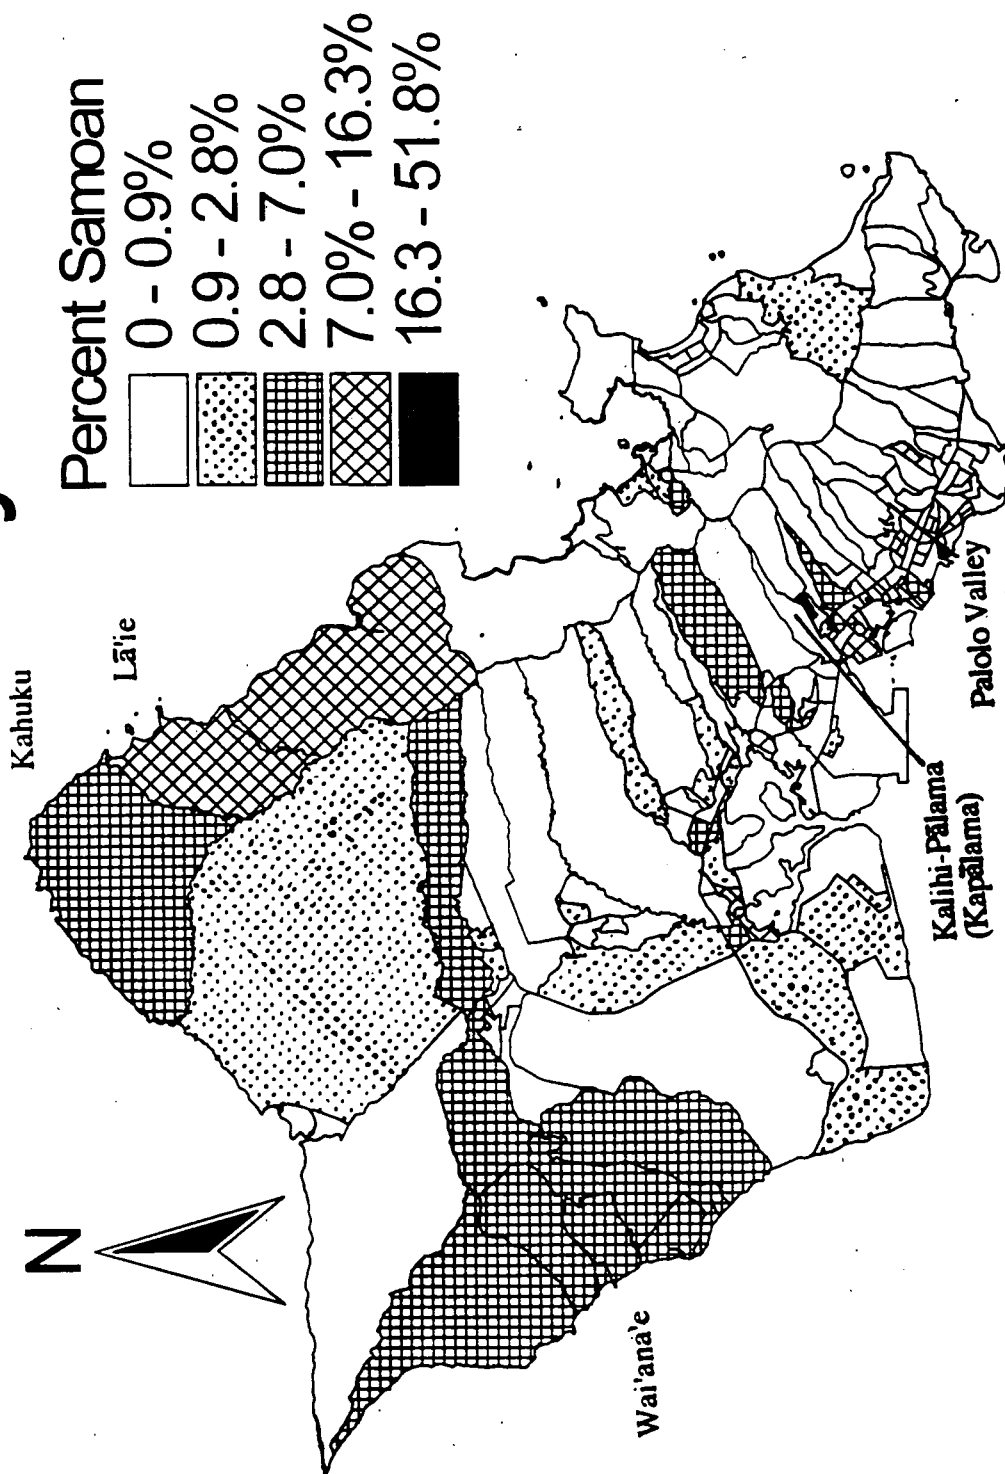 Percent Samoan
0 - 0.9%
0.9 - 2.8%
2.8 - 7.0%
7.0% - 16.3%
16.3 - 51.8%
N
Kahuku
Lā'ie
Wai'ana'e
Kalihi-Pālama
(Kapālama)
Palolo Valley